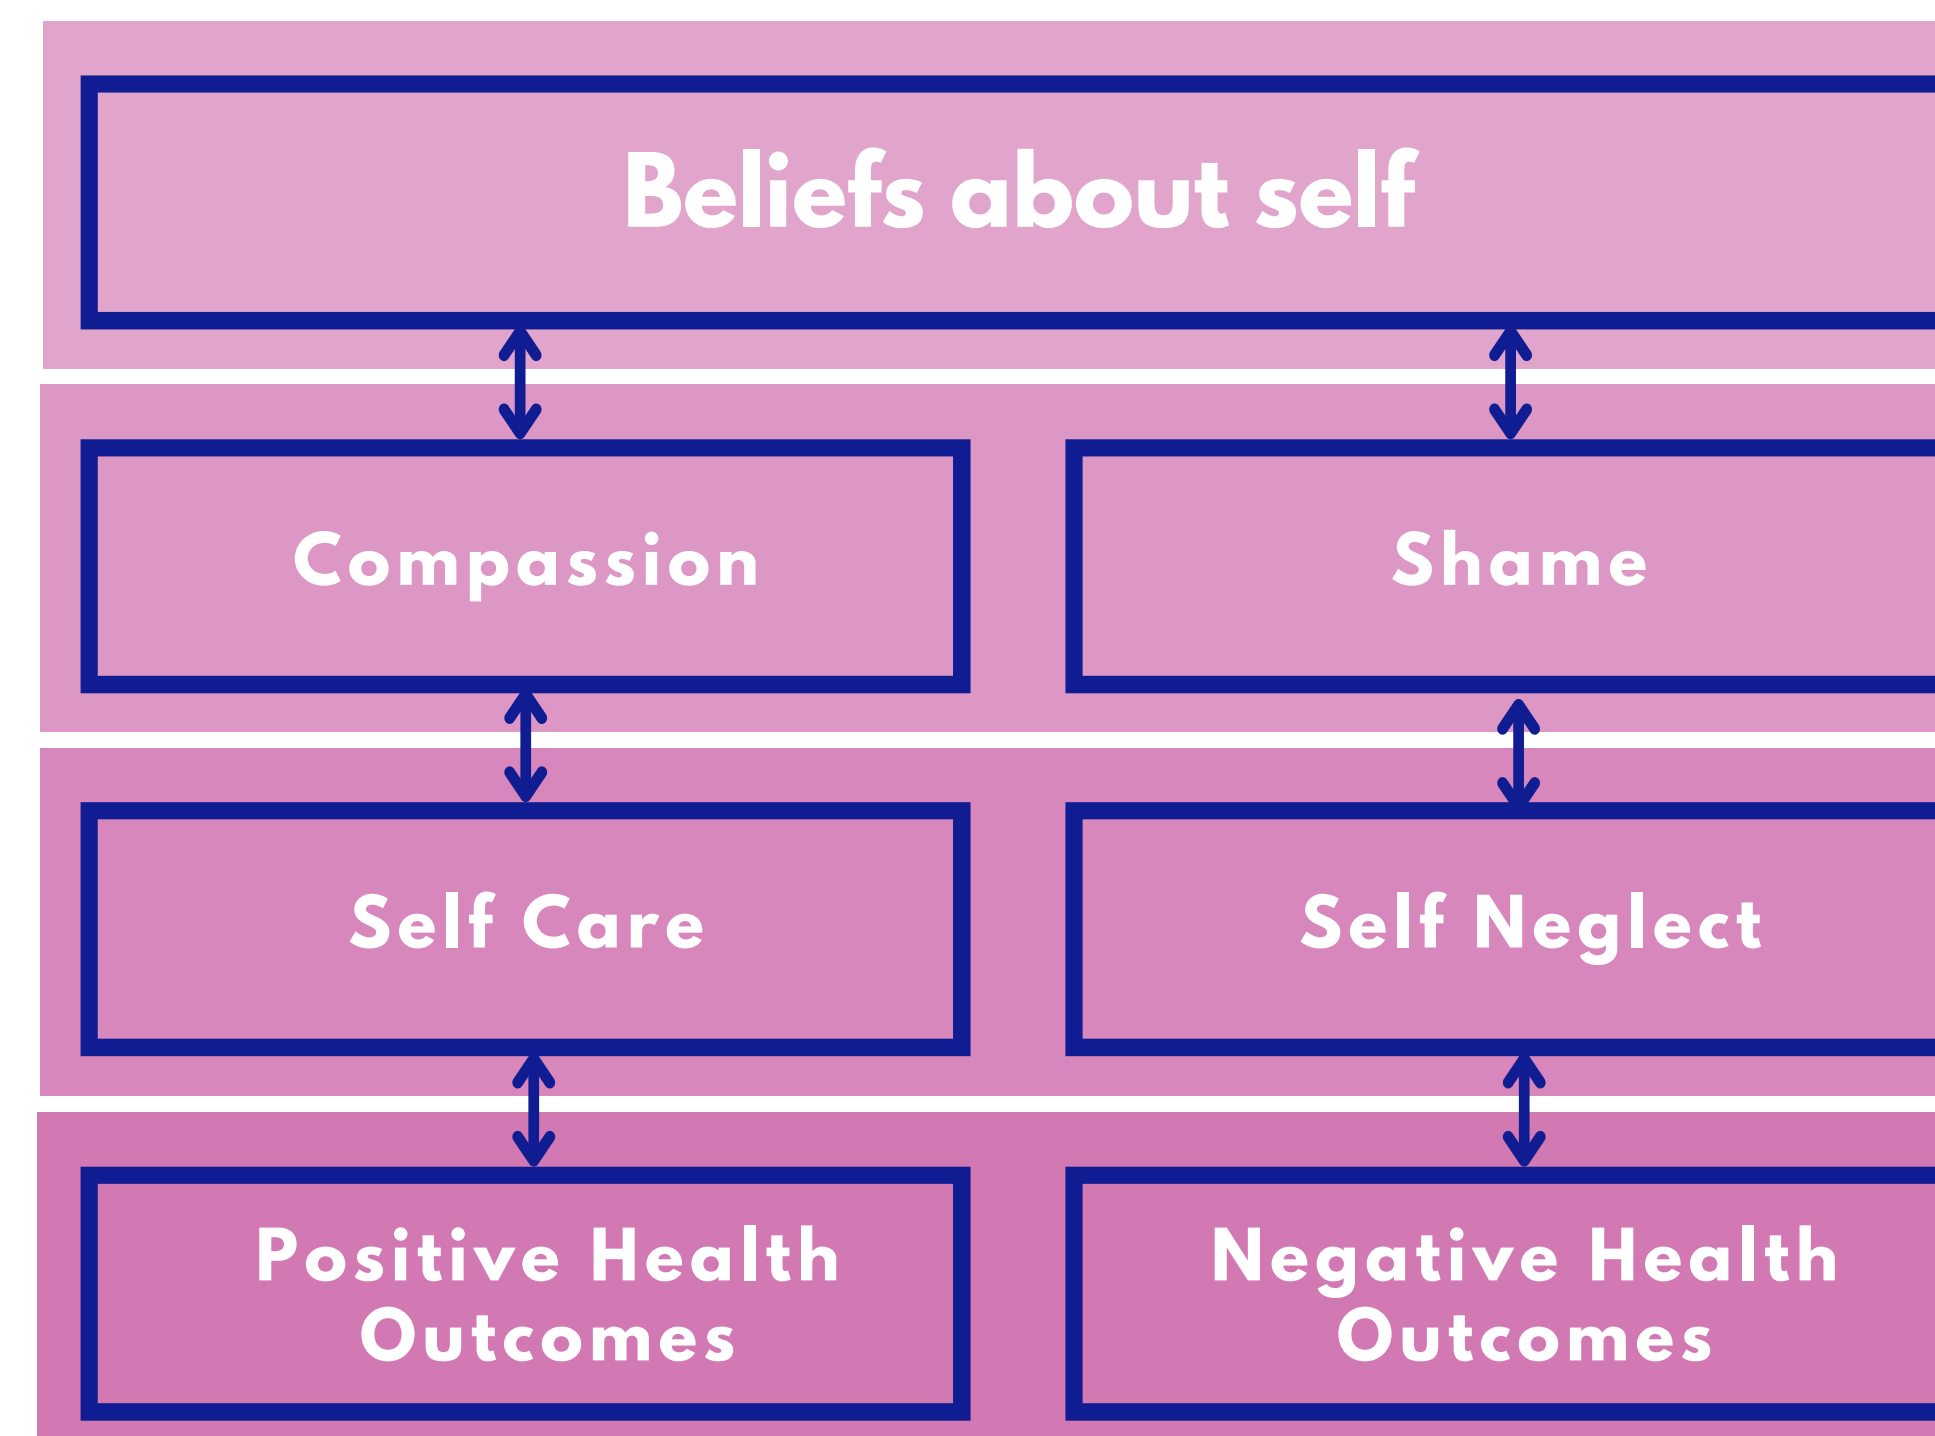 Beliefs about self
Compassion
Shame
Self Care
Self Neglect
Positive Health
Outcomes
Negative Health
Outcomes